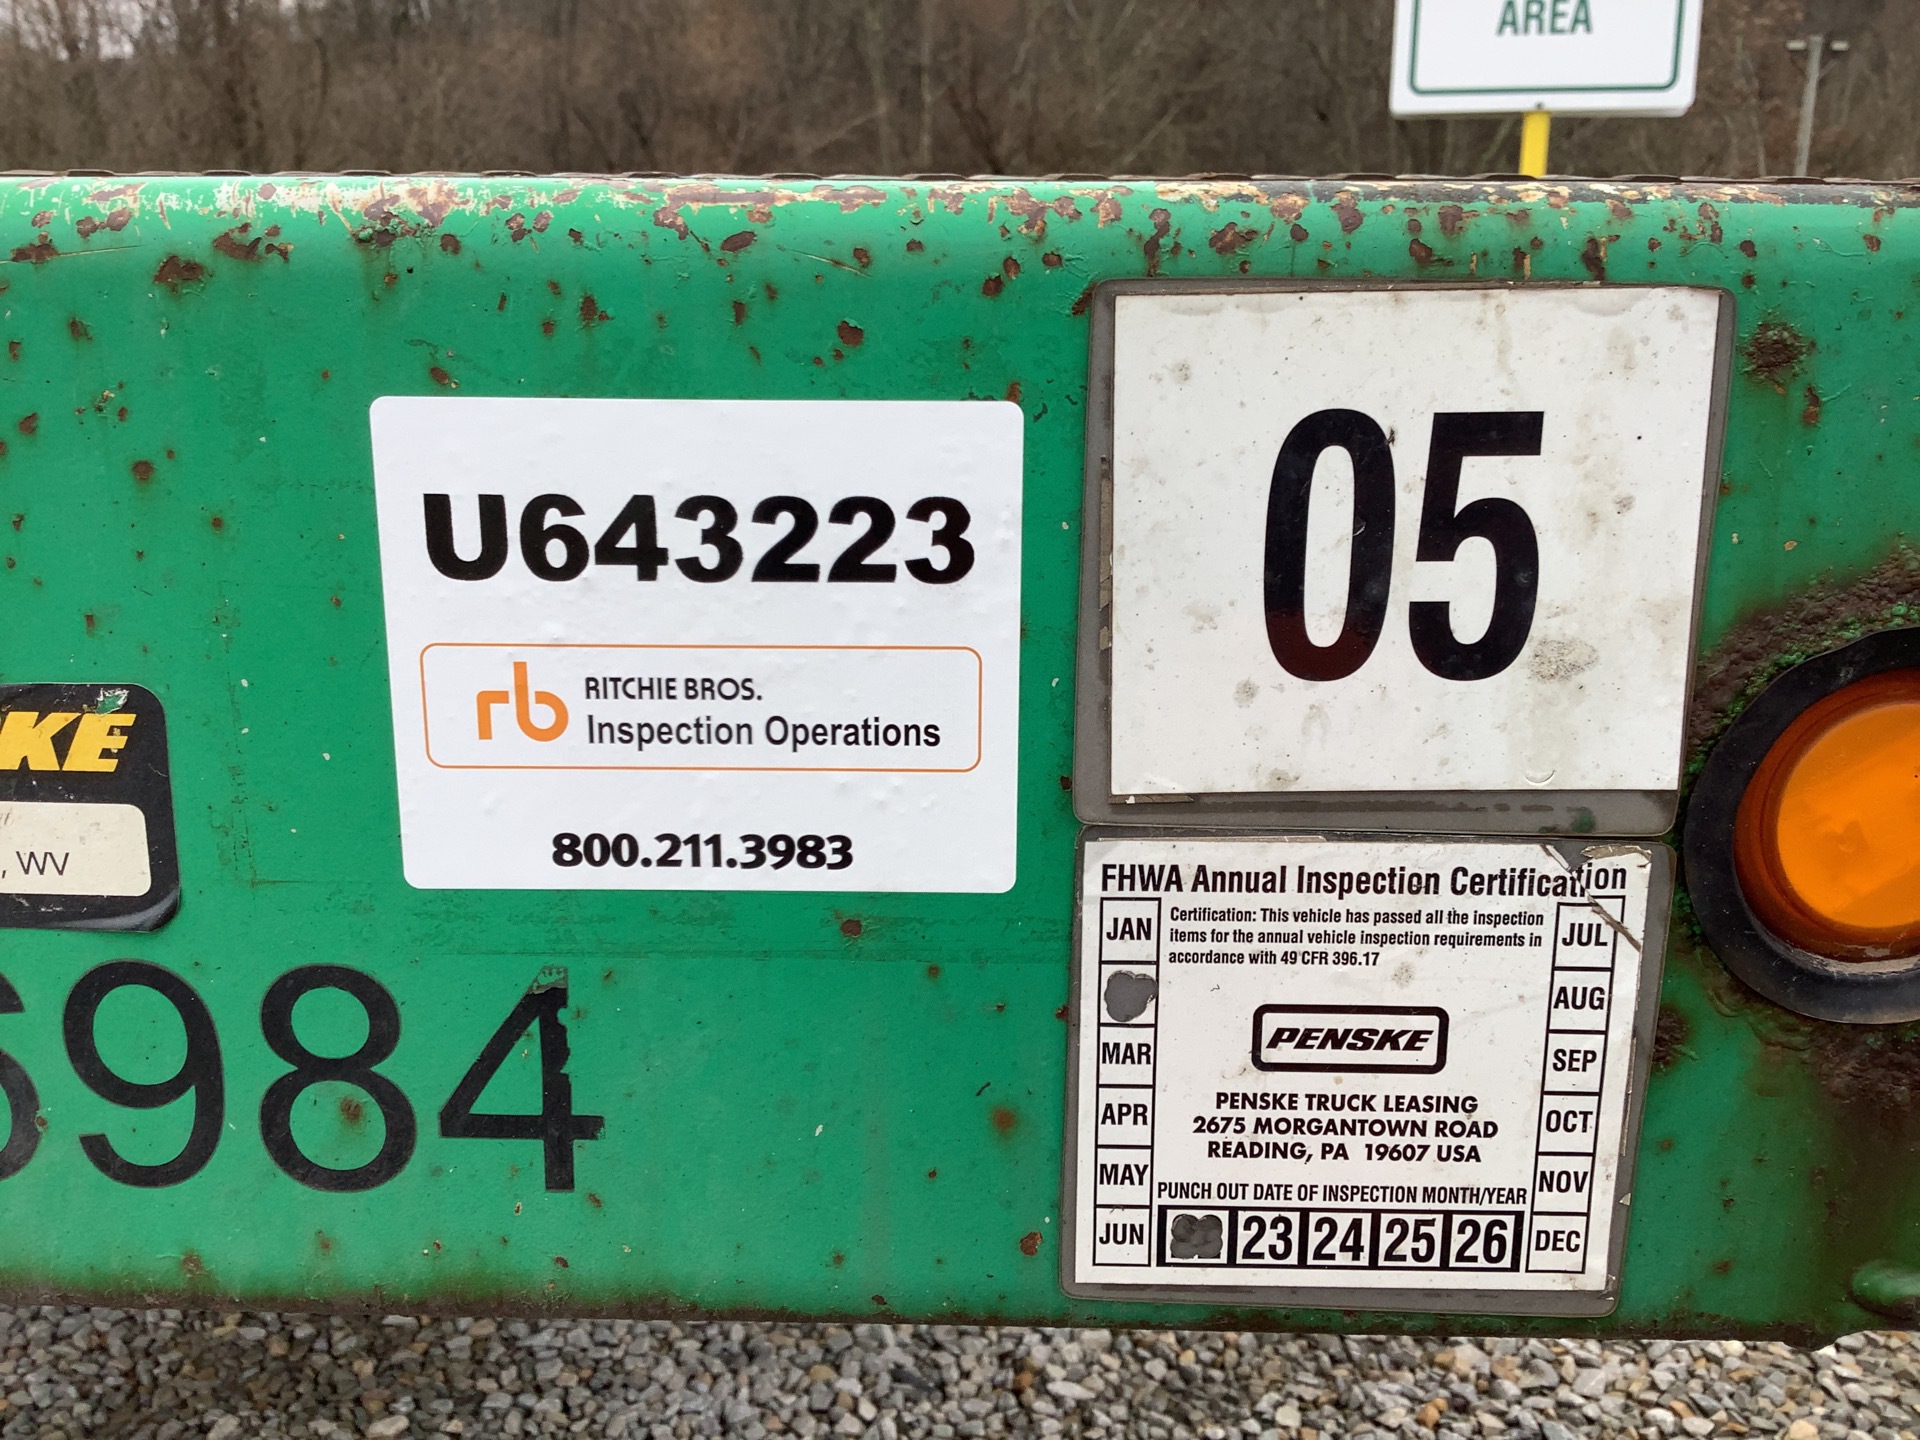 AREA
U643223
rb RITCHIE BROS.
Inspection Operations
800.211.3983
05
KE
, WV
984
FHWA Annual Inspection Certification
Certification: This vehicle has passed all the inspection
items for the annual vehicle inspection requirements in
accordance with 49 CFR 396.17
JAN
MAR
APR
MAY
JUN
JUL
AUG
SEP
OCT
NOV
DEC
PENSKE
PENSKE TRUCK LEASING
2675 MORGANTOWN ROAD
READING, PA 19607 USA
PUNCH OUT DATE OF INSPECTION MONTH/YEAR
23 24 25 26